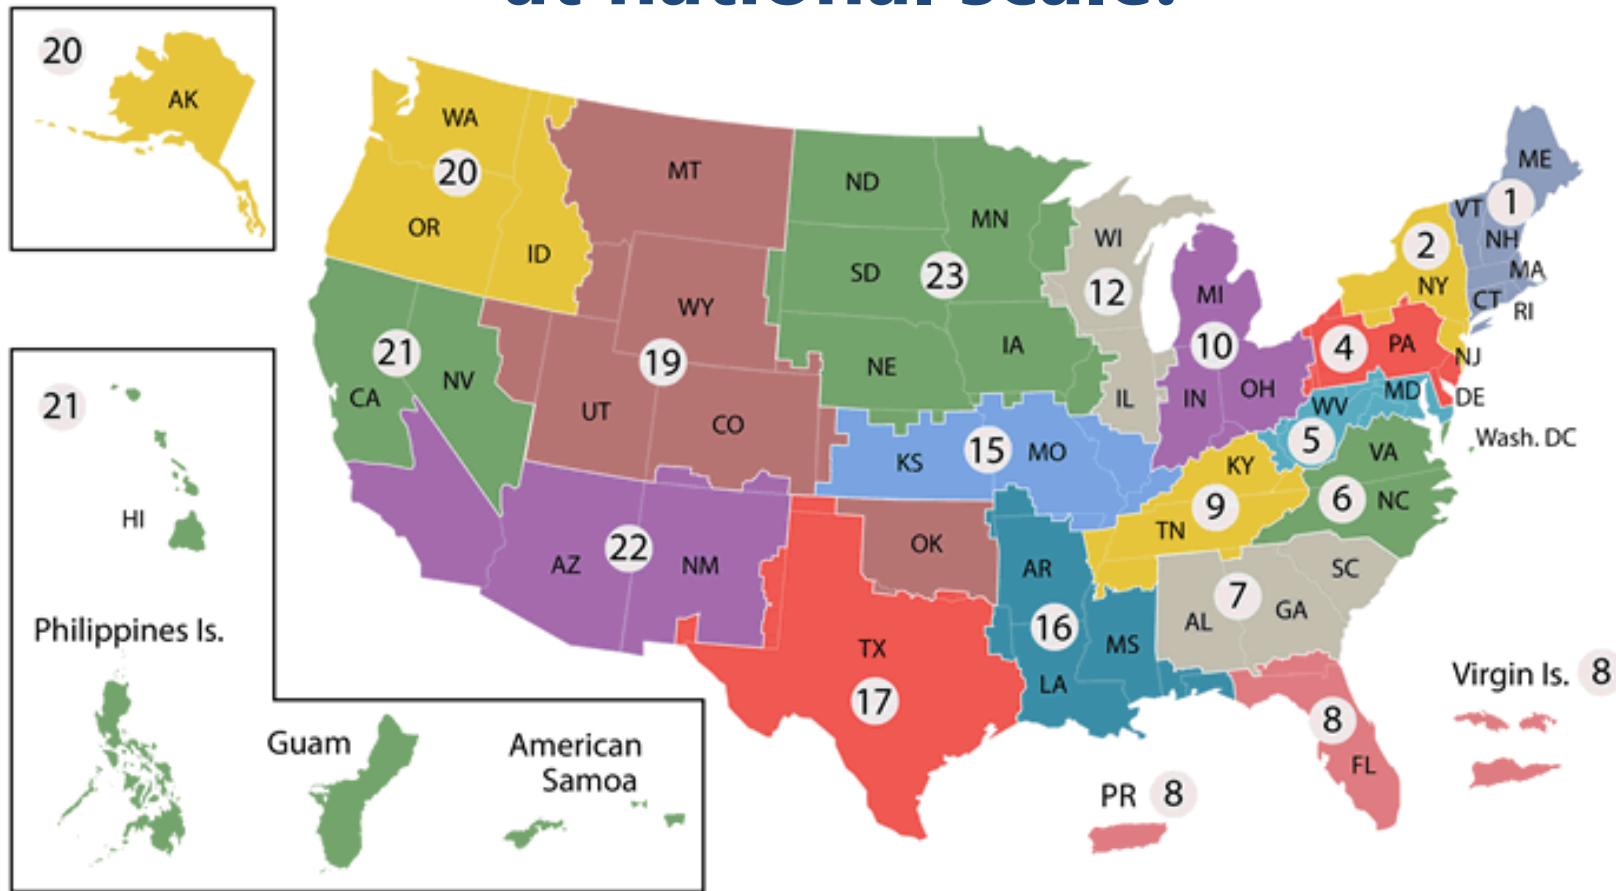 at national scale?
20
AK
WA
20
OR
ID
MT
ND
MN
SD
23
WI
12
MI
10
ME
VT
1
NH
2
NY
MA
CT
RI
WY
19
21
CA
NV
UT
CO
NE
IA
IL
IN
OH
4
PA
NJ
DE
MD
WV
5
Wash. DC
VA
KS
15
MO
KY
9
TN
6
NC
21
HI
AZ
22
NM
OK
AR
16
MS
LA
7
AL
GA
SC
TX
17
8
FL
Philippines Is.
Guam
American
Samoa
PR 8
Virgin Is. 8